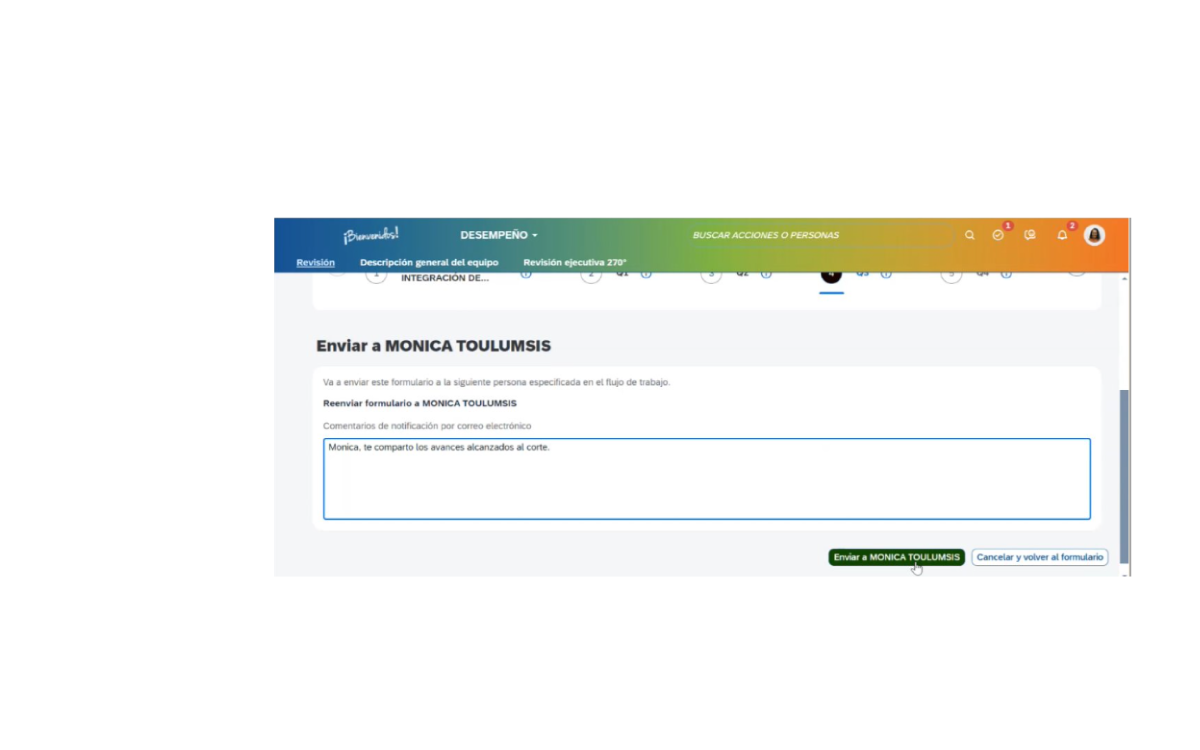 ¡Bienvenidos!
DESEMPEÑO
BUSCAR ACCIONES O PERSONAS
1
2
Revisión
Descripción general del equipo
Revisión ejecutiva 270°
1
INTEGRACIÓN DE...
2
Q1
3
Q2
4
Q3
5
Q4
Enviar a MONICA TOULUMSIS
Va a enviar este formulario a la siguiente persona especificada en el flujo de trabajo.
Reenviar formulario a MONICA TOULUMSIS
Comentarios de notificación por correo electrónico
Monica, te comparto los avances alcanzados al corte.
Enviar a MONICA TOULUMSIS
Cancelar y volver al formulario